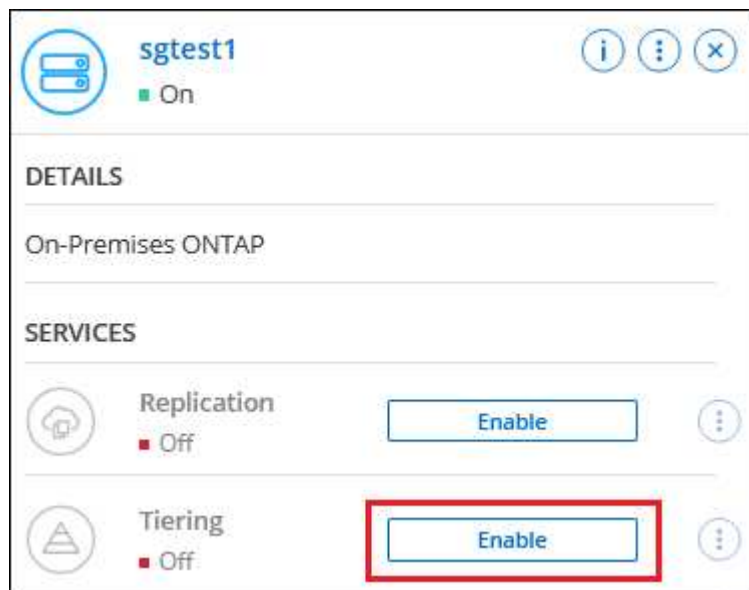 sgtest1
On
DETAILS
On-Premises ONTAP
SERVICES
Replication
Enable
Off
Tiering
Enable
Off